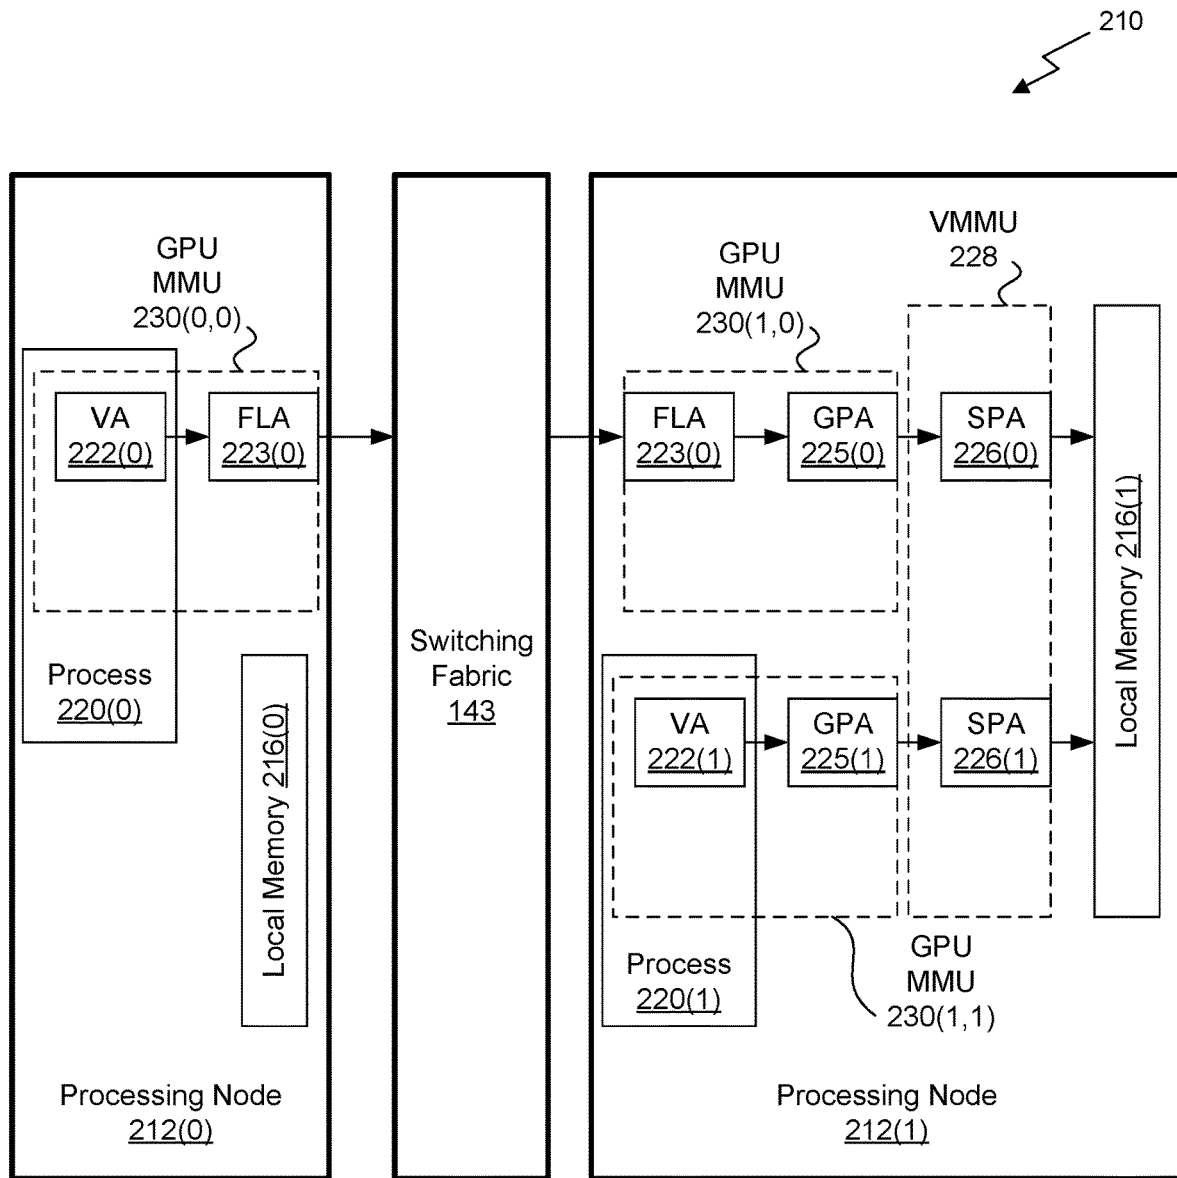 210
GPU
MMU
230(0,0)
VA
222(0)
FLA
223(0)
Process
220(0)
Local Memory 216(0)
Processing Node
212(0)
Switching
Fabric
143
GPU
MMU
230(1,0)
VMMU
228
FLA
223(0)
GPA
225(0)
SPA
226(0)
VA
222(1)
GPA
225(1)
SPA
226(1)
Local Memory 216(1)
Process
220(1)
GPU
MMU
230(1,1)
Processing Node
212(1)